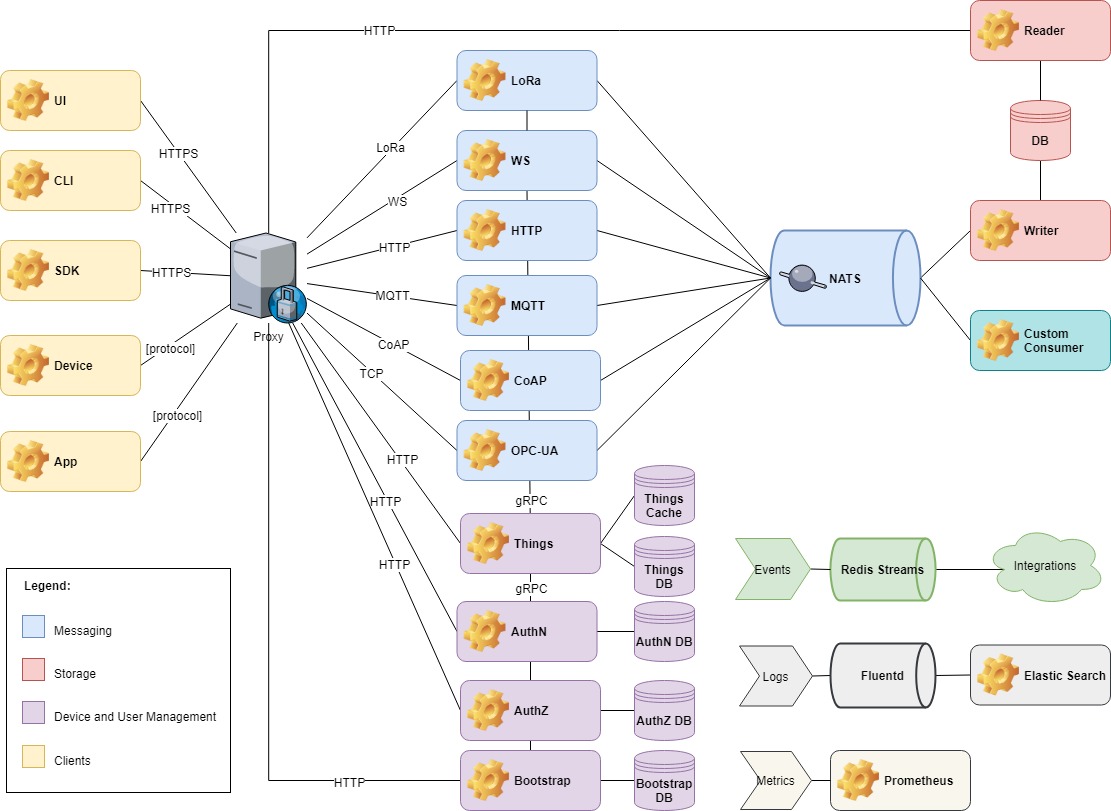 HTTP
Reader
LoRa
UI
DB
HTTPS
LoRa
WS
CLI
WS
HTTPS
HTTP
Writer
HTTP
SDK
HTTPS
NATS
MQTT
MQTT
Proxy
Custom
Consumer
[protocol]
CoAP
Device
TCP
CoAP
[protocol]
HTTP
OPC-UA
App
HTTP
gRPC
Things
Cache
Things
HTTP
Things
DB
Events
Redis Streams
Integrations
gRPC
Legend:
AuthN
AuthN DB
Messaging
Storage
Logs
Fluentd
Elastic Search
AuthZ
AuthZ DB
Device and User Management
Clients
HTTP
Bootstrap
Bootstrap
DB
Metrics
Prometheus